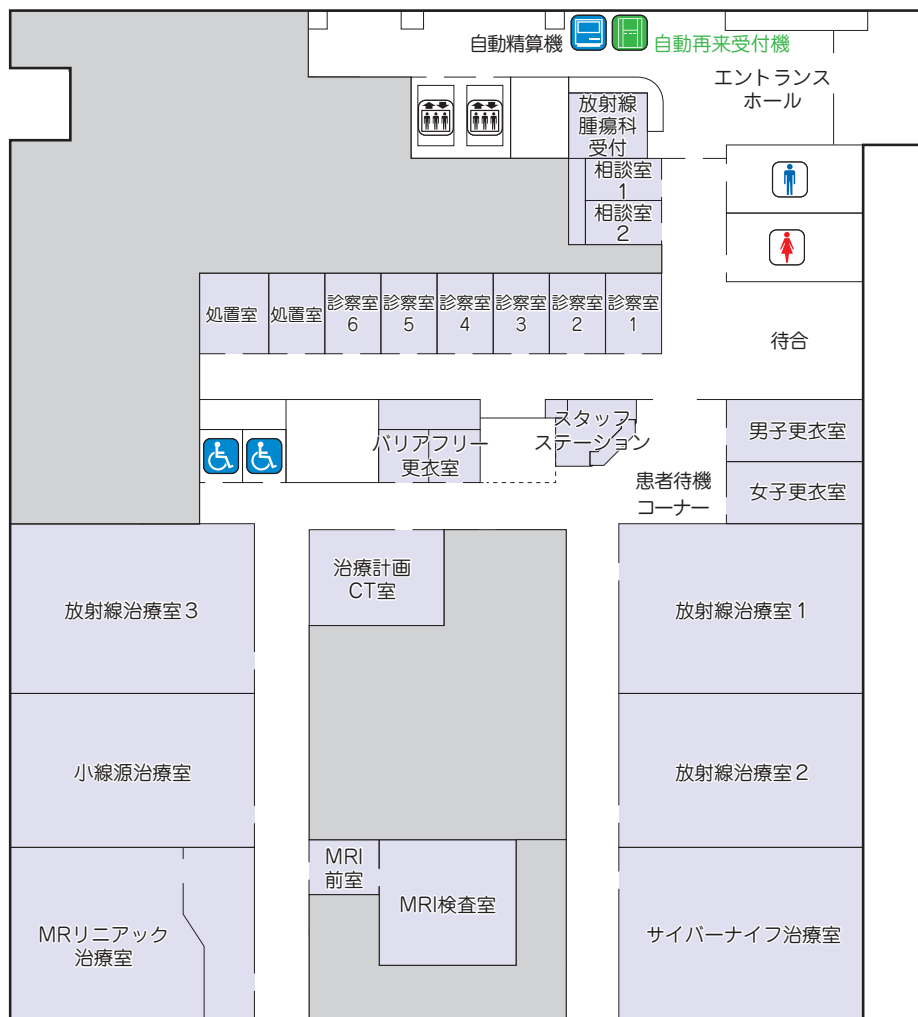 自動精算機
自動再来受付機
エントランス
ホール
放射線
腫瘍科
受付
相談室
1
相談室
2
処置室
処置室
診察室
6
診察室
5
診察室
4
診察室
3
診察室
2
診察室
1
待合
バリアフリー
更衣室
スタッフ
ステーション
男子更衣室
患者待機
コーナー
女子更衣室
放射線治療室3
治療計画
CT室
放射線治療室1
小線源治療室
放射線治療室2
MRI
前室
MRI検査室
MRリニアック
治療室
サイバーナイフ治療室